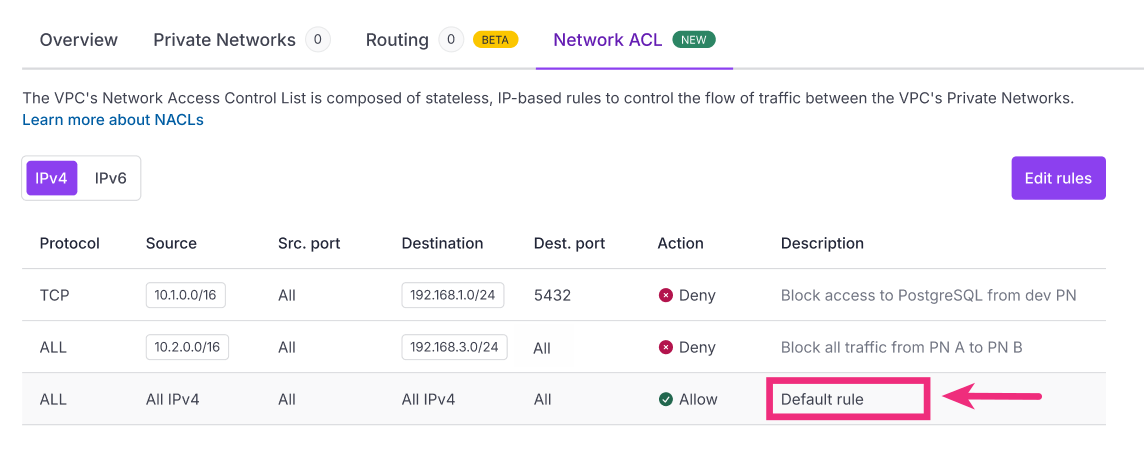 Overview Private Networks 0 Routing 0 BETA Network ACL NEW
The VPC's Network Access Control List is composed of stateless, IP-based rules to control the flow of traffic between the VPC's Private Networks.
Learn more about NACLs
IPv4 IPv6 Edit rules
Protocol Source Src. port Destination Dest. port Action Description
TCP 10.1.0.0/16 All 192.168.1.0/24 5432 Deny Block access to PostgreSQL from dev PN
ALL 10.2.0.0/16 All 192.168.3.0/24 All Deny Block all traffic from PN A to PN B
ALL All IPv4 All All IPv4 All Allow Default rule